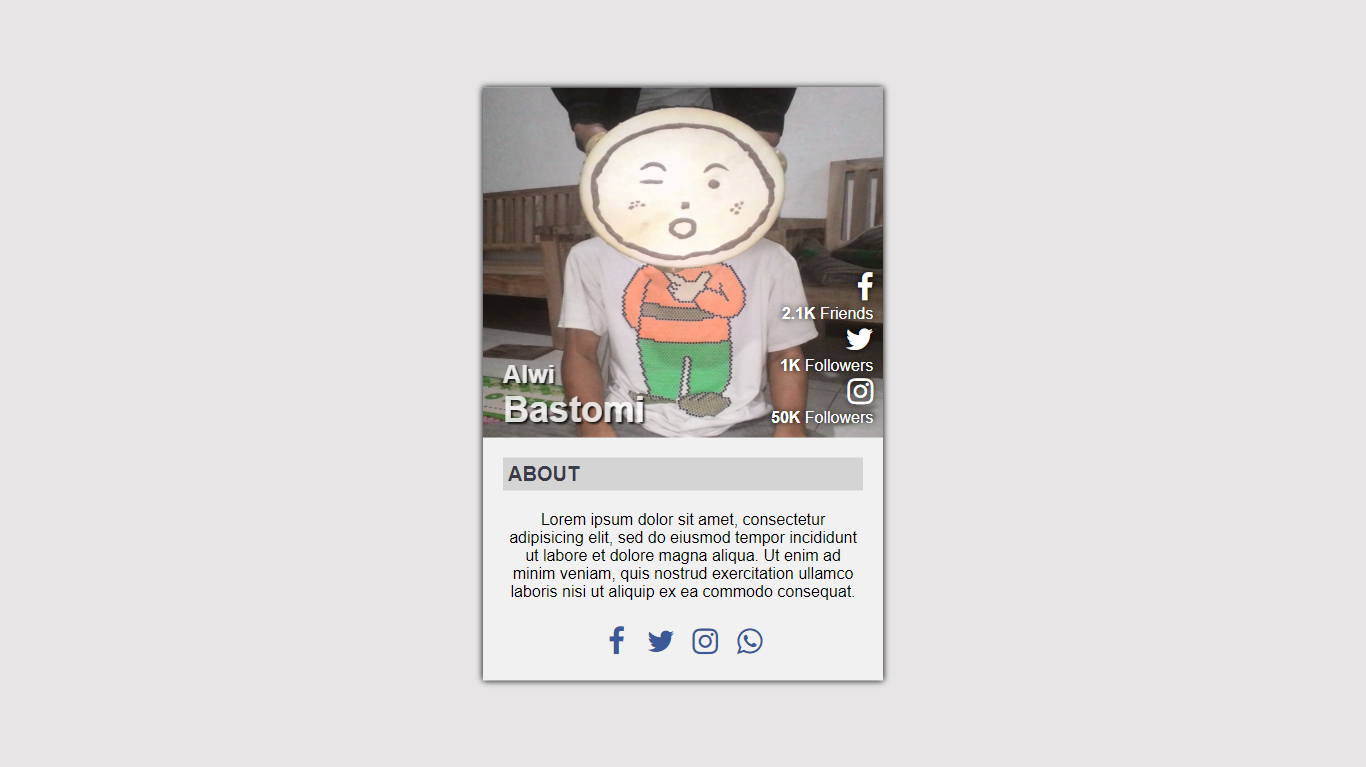 Alwi
Bastomi
2.1K Friends
1K Followers
50K Followers
ABOUT
Lorem ipsum dolor sit amet, consectetur
adipisicing elit, sed do eiusmod tempor incididunt
ut labore et dolore magna aliqua. Ut enim ad
minim veniam, quis nostrud exercitation ullamco
laboris nisi ut aliquip ex ea commodo consequat.